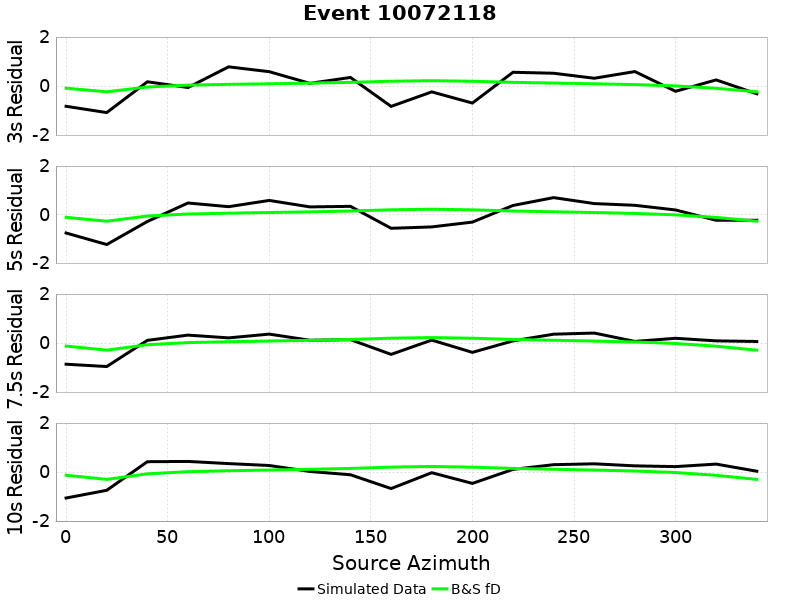 Event 10072118
3s Residual
2
0
-2
5s Residual
2
0
-2
7.5s Residual
2
0
-2
10s Residual
2
0
-2
0 50 100 150 200 250 300
Source Azimuth
Simulated Data B&S fD